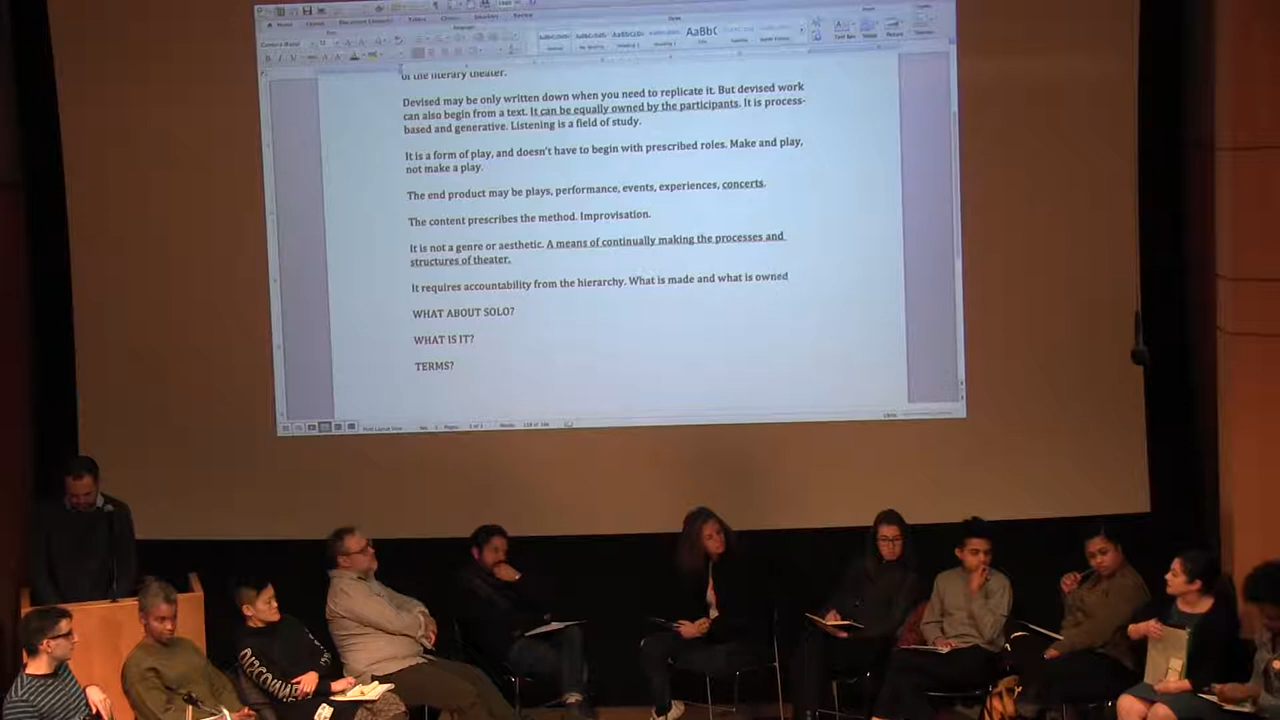 of the literary theater.
Devised may be only written down when you need to replicate it. But devised work
can also begin from a text. It can be equally owned by the participants. It is process-
based and generative. Listening is a field of study.
It is a form of play, and doesn't have to begin with prescribed roles. Make and play,
not make a play.
The end product may be plays, performance, events, experiences, concerts.
The content prescribes the method. Improvisation.
It is not a genre or aesthetic. A means of continually making the processes and
structures of theater.
It requires accountability from the hierarchy. What is made and what is owned
WHAT ABOUT SOLO?
WHAT IS IT?
TERMS?